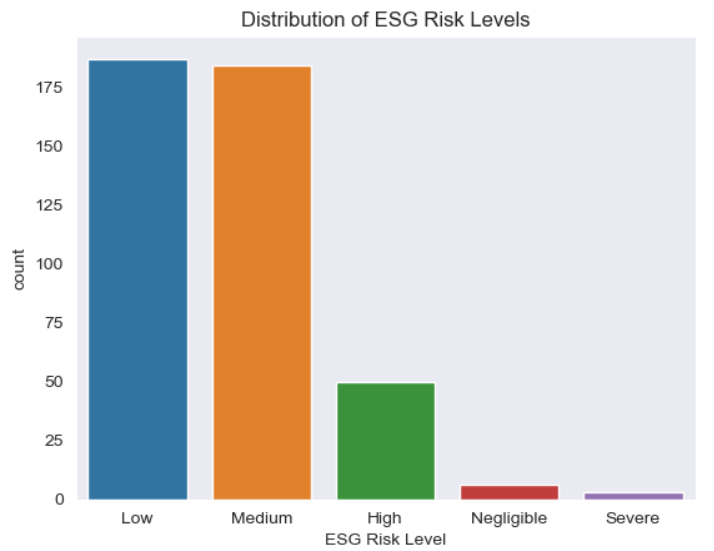 Distribution of ESG Risk Levels
175
150
125
100
75
50
25
0
count
Low Medium High Negligible Severe
ESG Risk Level